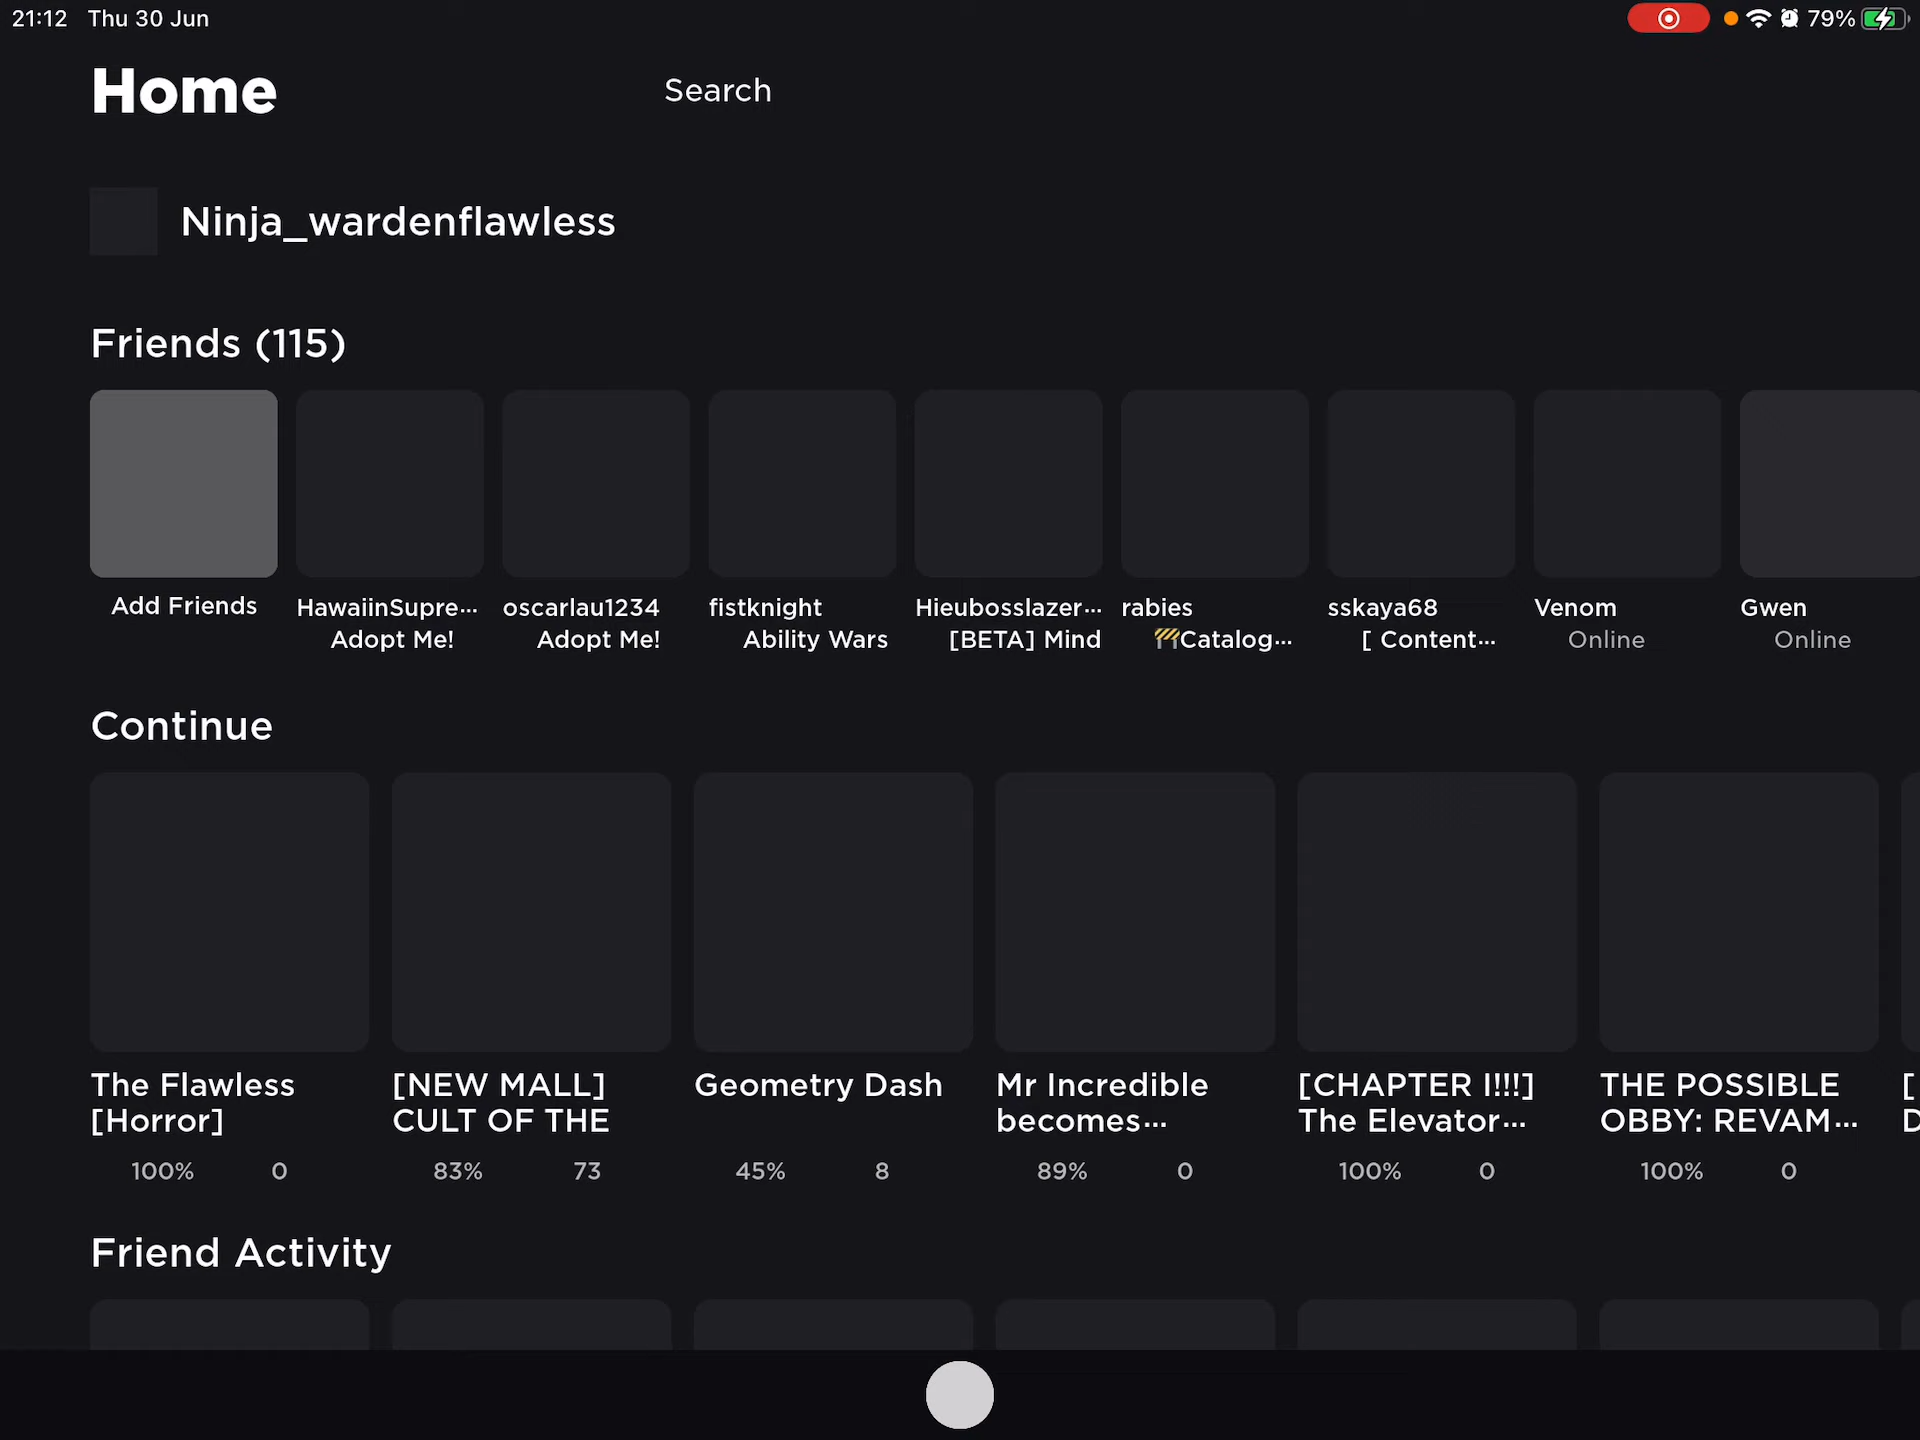 21:12 Thu 30 Jun 79%
Home Search
Ninja_wardenflawless
Friends (115)
Add Friends HawaiinSupre··· oscarlau1234 fistknight Hieubosslazer··· rabies sskaya68 Venom Gwen
Adopt Me! Adopt Me! Ability Wars [BETA] Mind 🚧Catalog··· [ Content··· Online Online
Continue
The Flawless [NEW MALL] Geometry Dash Mr Incredible [CHAPTER I!!!] THE POSSIBLE [
[Horror] CULT OF THE becomes··· The Elevator··· OBBY: REVAM··· D
100% 0 83% 73 45% 8 89% 0 100% 0 100% 0
Friend Activity